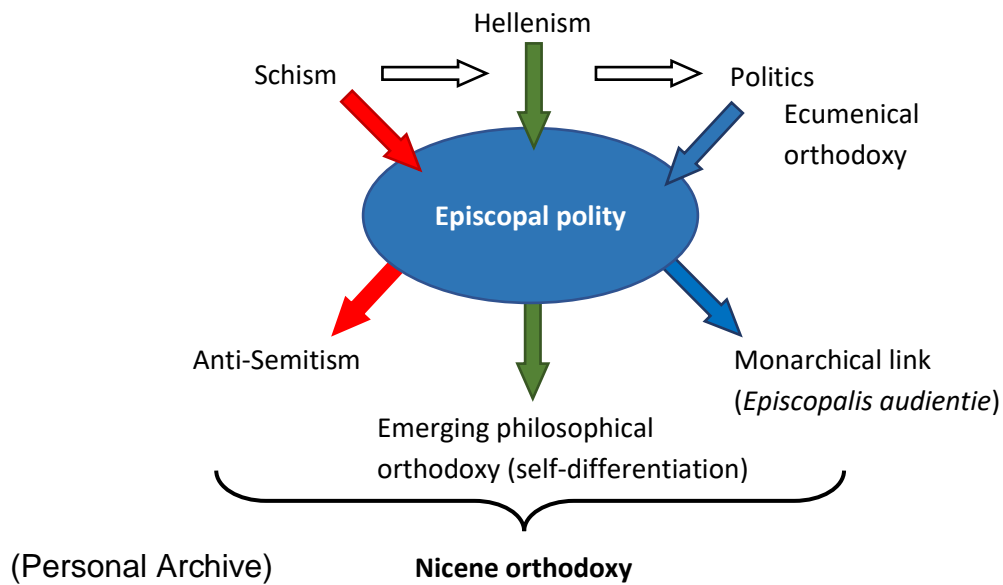 Hellenism
Schism
Politics
Ecumenical
orthodoxy
Episcopal polity
Anti-Semitism
Monarchical link
(Episcopalis audientie)
Emerging philosophical
orthodoxy (self-differentiation)
(Personal Archive)
Nicene orthodoxy